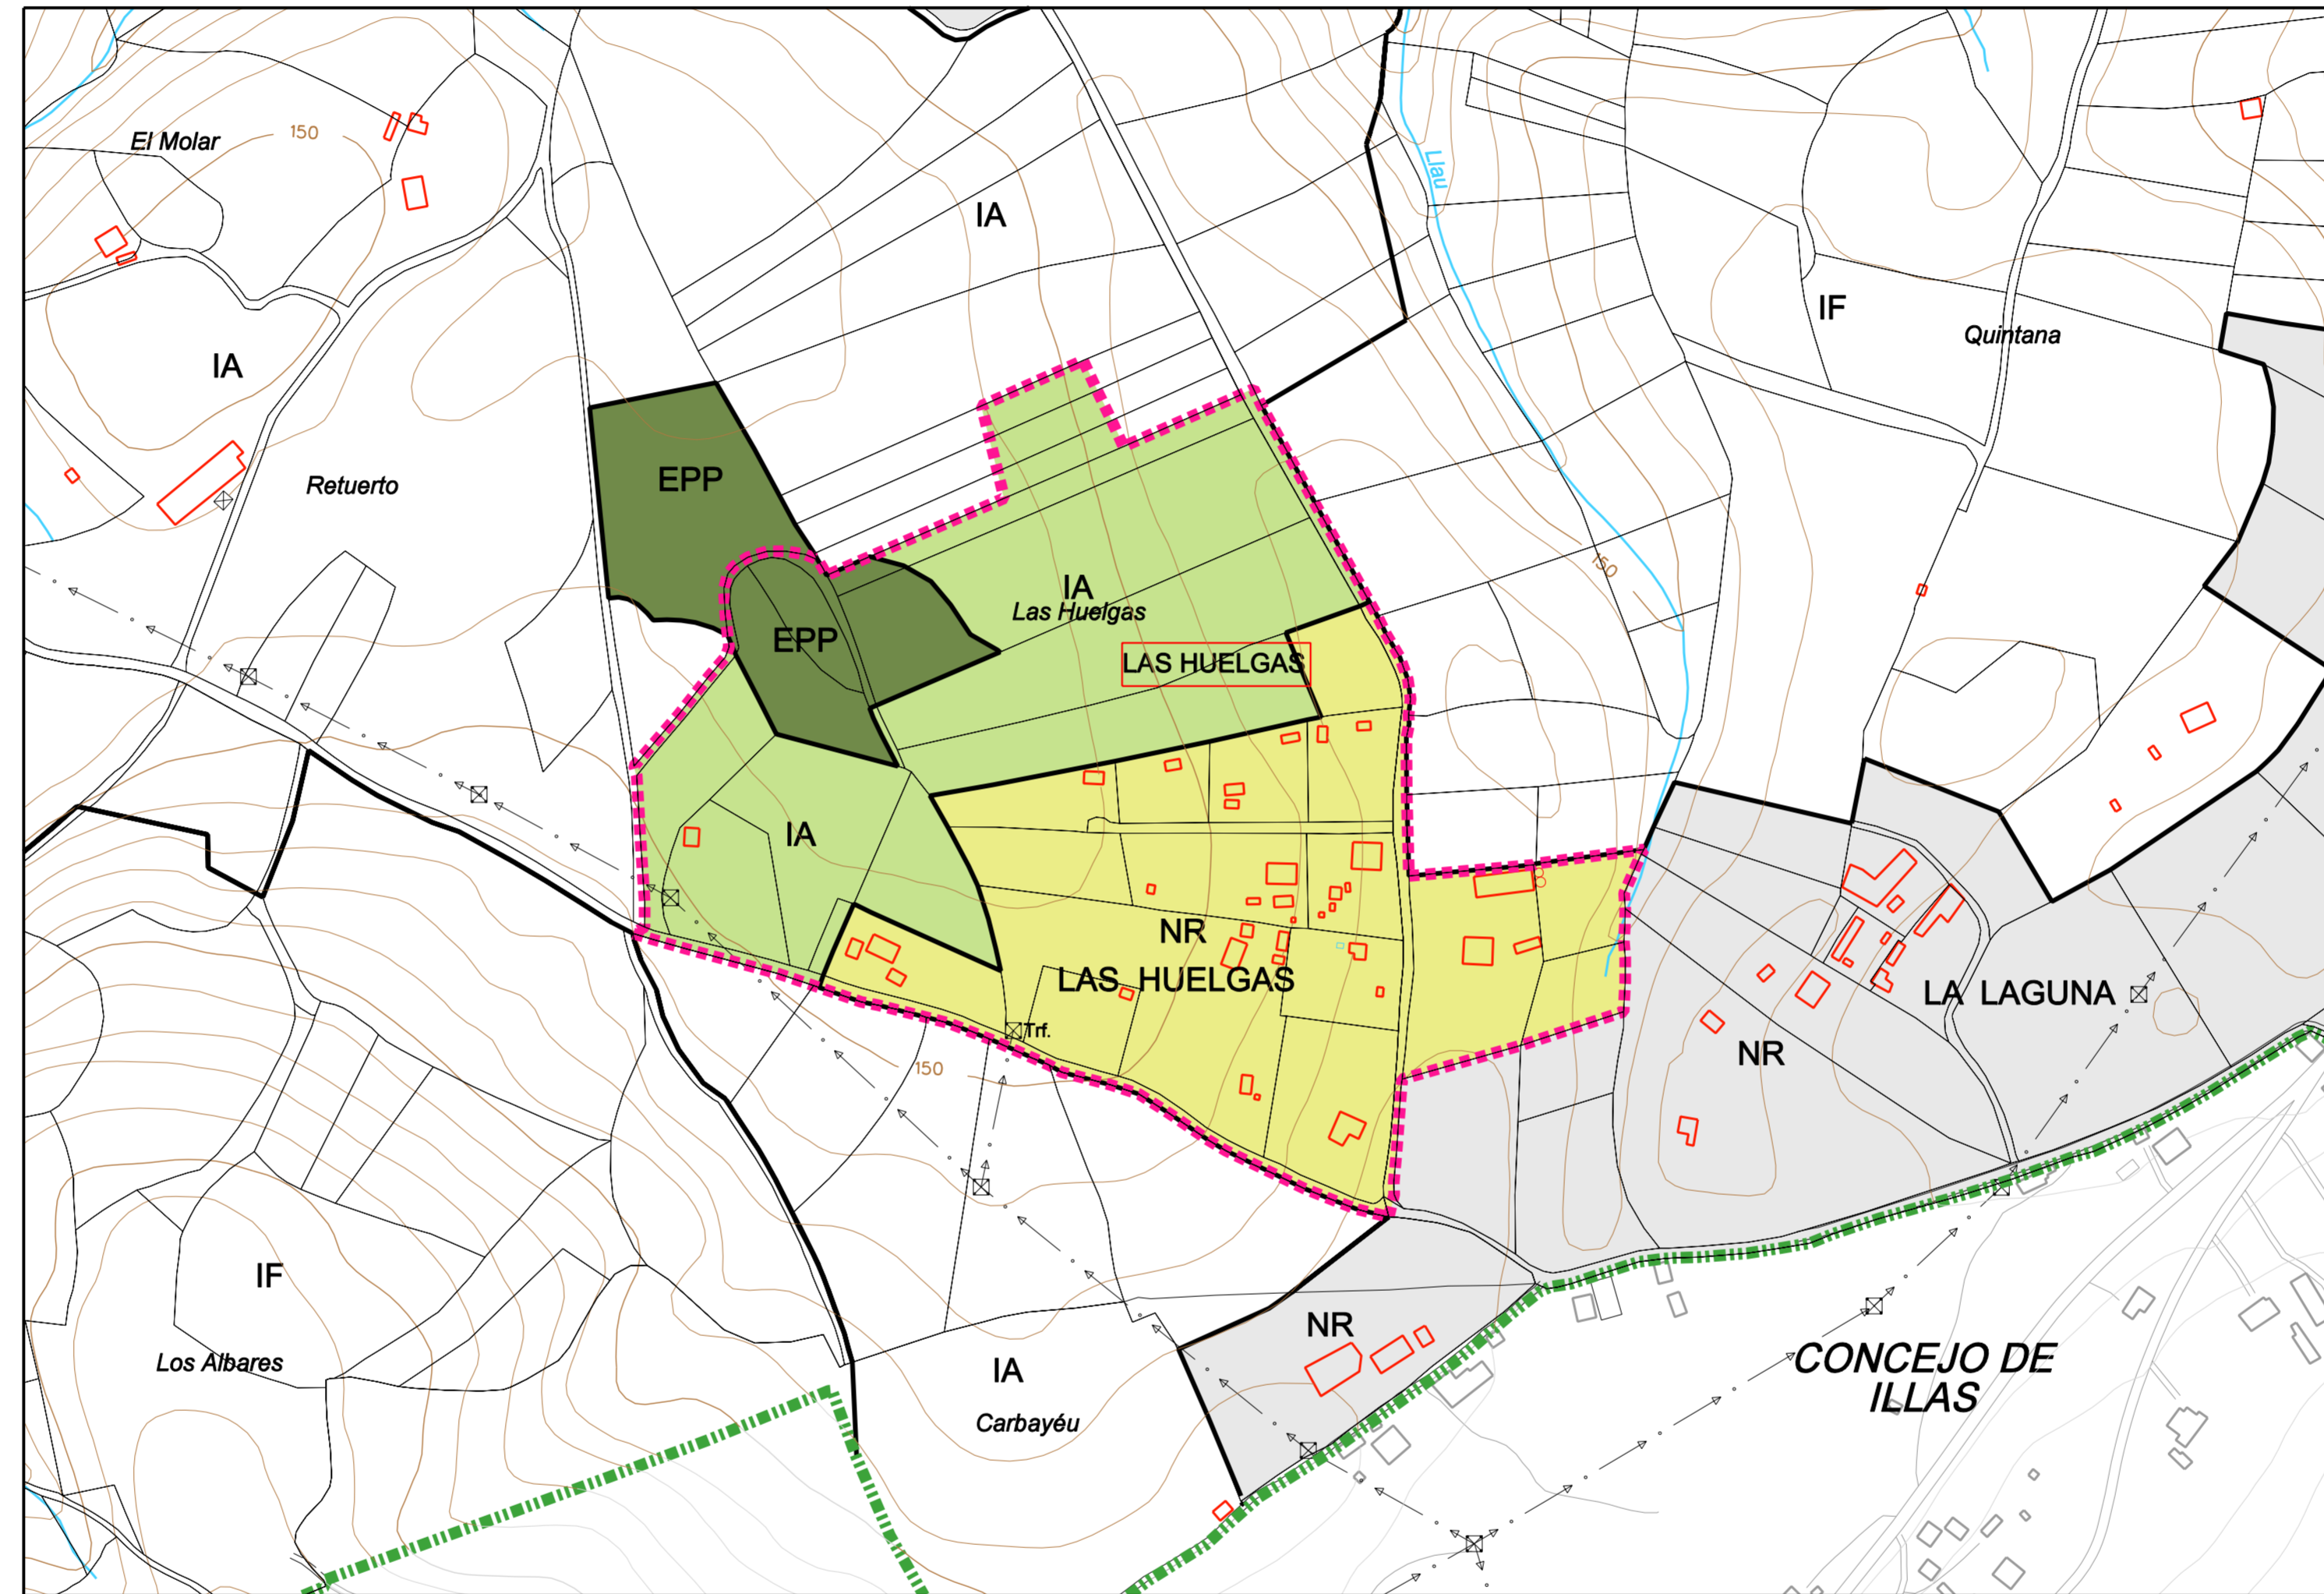 El Molar
150
Llau
IA
IF
Quintana
IA
EPP
Retuerto
150
IA
Las Huelgas
EPP
LAS HUELGAS
IA
NR
LAS HUELGAS
LA LAGUNA
Trf.
NR
150
IF
NR
Los Albares
IA
CONCEJO DE
ILLAS
Carbayéu